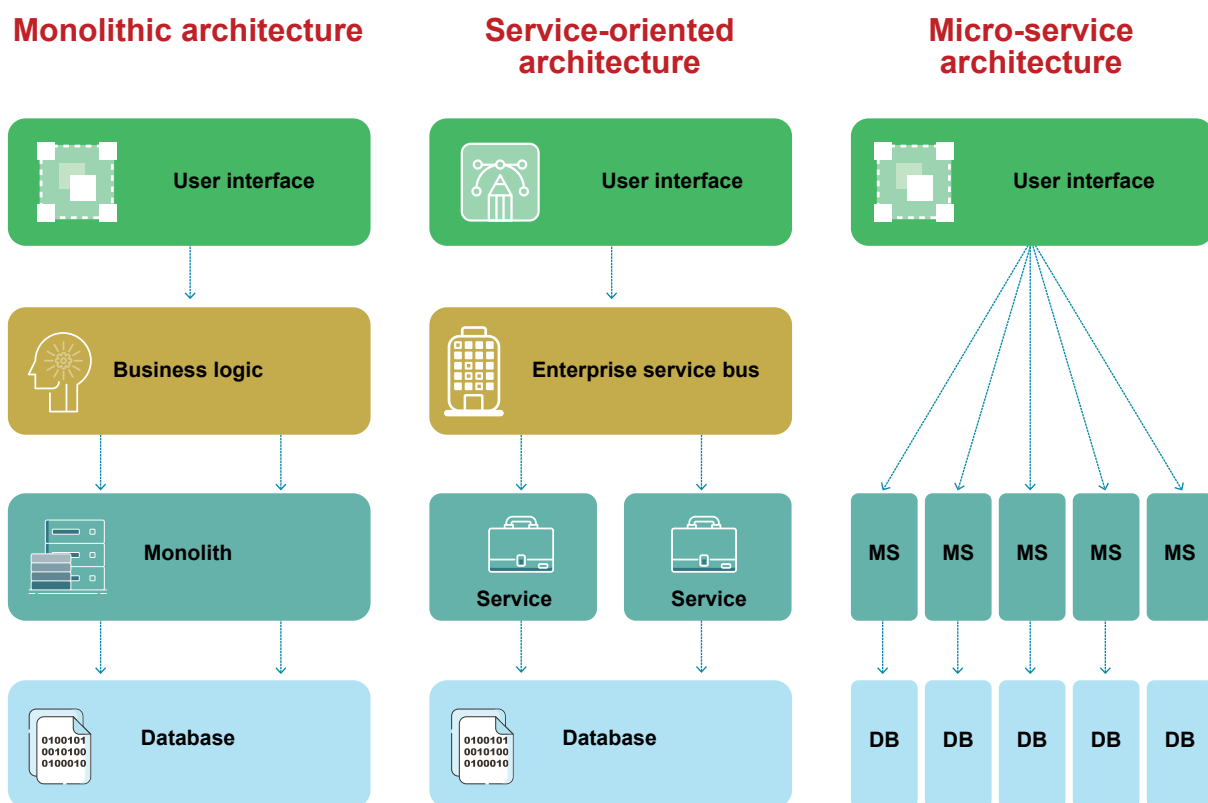 Monolithic architecture
Service-oriented
architecture
Micro-service
architecture
User interface
User interface
User interface
Business logic
Enterprise service bus
Monolith
Service
Service
MS
MS
MS
MS
MS
Database
0100101
0010100
0100010
Database
0100101
0010100
0100010
DB
DB
DB
DB
DB